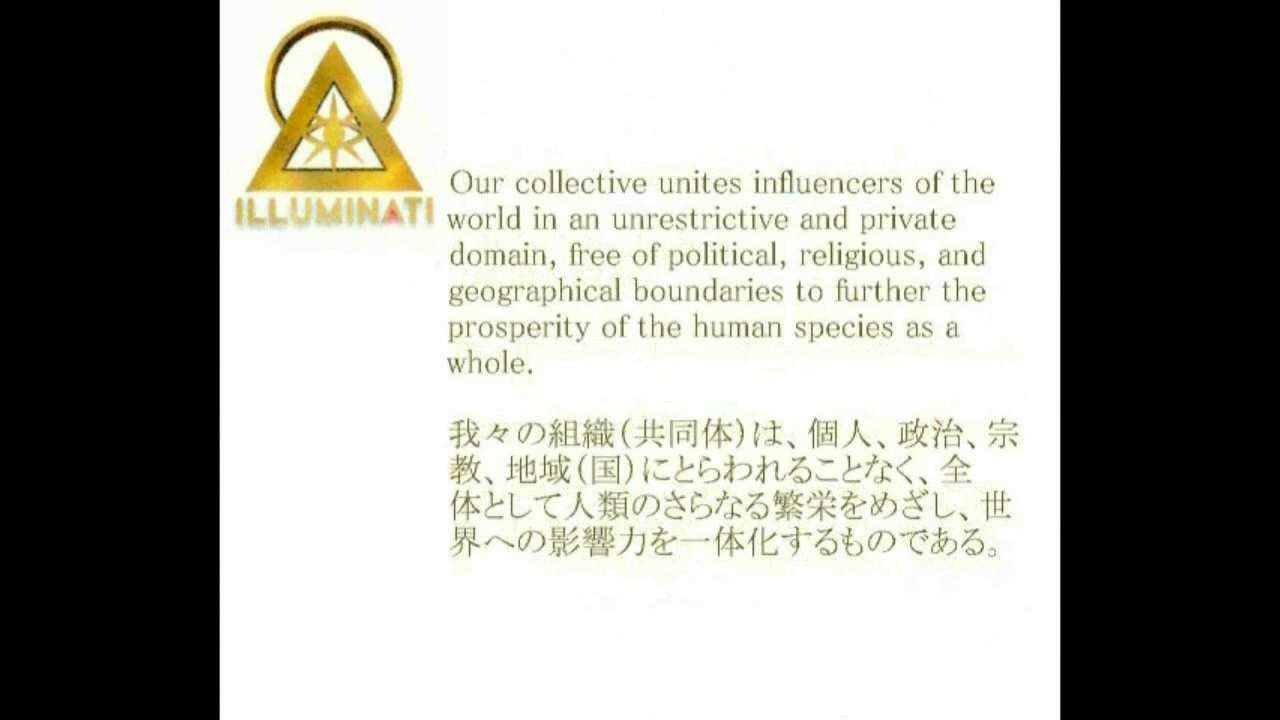 ILLUMINATI
Our collective unites influencers of the
world in an unrestrictive and private
domain, free of political, religious, and
geographical boundaries to further the
prosperity of the human species as a
whole.
我々の組織(共同体)は、個人、政治、宗
教、地域(国)にとらわれることなく、全
体として人類のさらなる繁栄をめざし、世
界への影響力を一体化するものである。